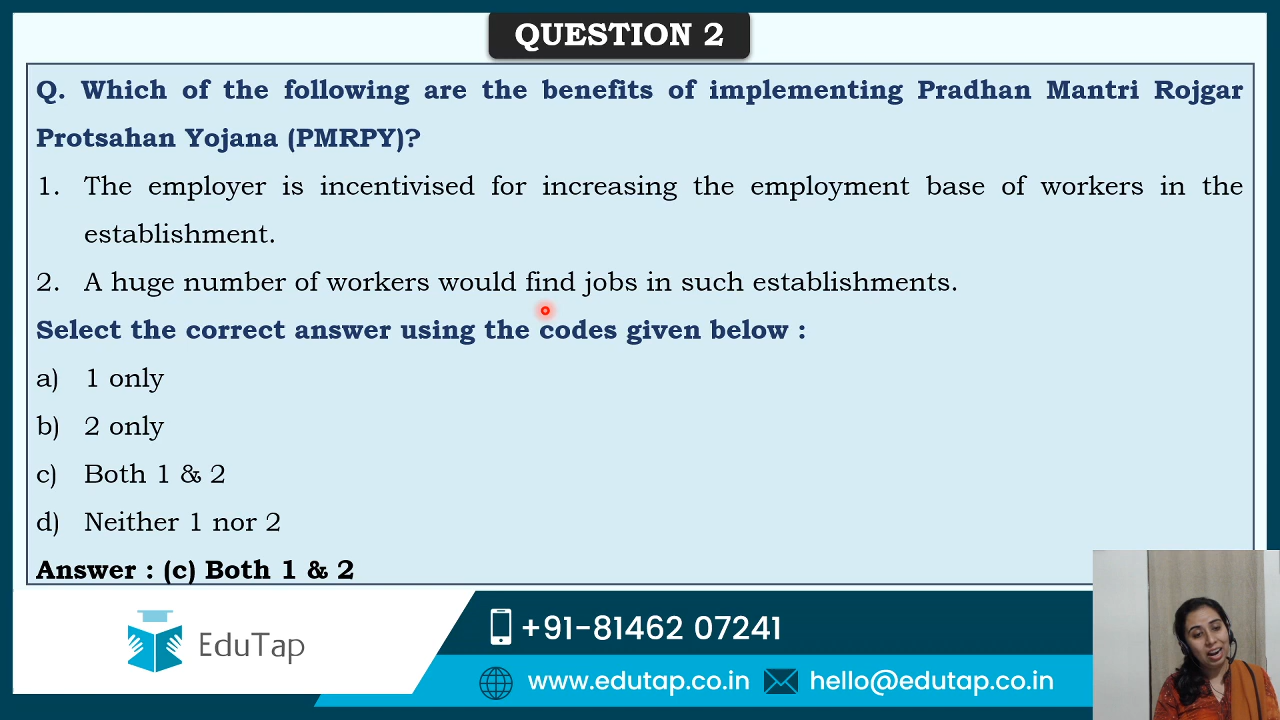 QUESTION 2
Q. Which of the following are the benefits of implementing Pradhan Mantri Rojgar
Protsahan Yojana (PMRPY)?
1. The employer is incentivised for increasing the employment base of workers in the
establishment.
2. A huge number of workers would find jobs in such establishments.
Select the correct answer using the codes given below :
a) 1 only
b) 2 only
c) Both 1 & 2
d) Neither 1 nor 2
Answer : (c) Both 1 & 2
EduTap
+91-81462 07241
www.edutap.co.in
hello@edutap.co.in